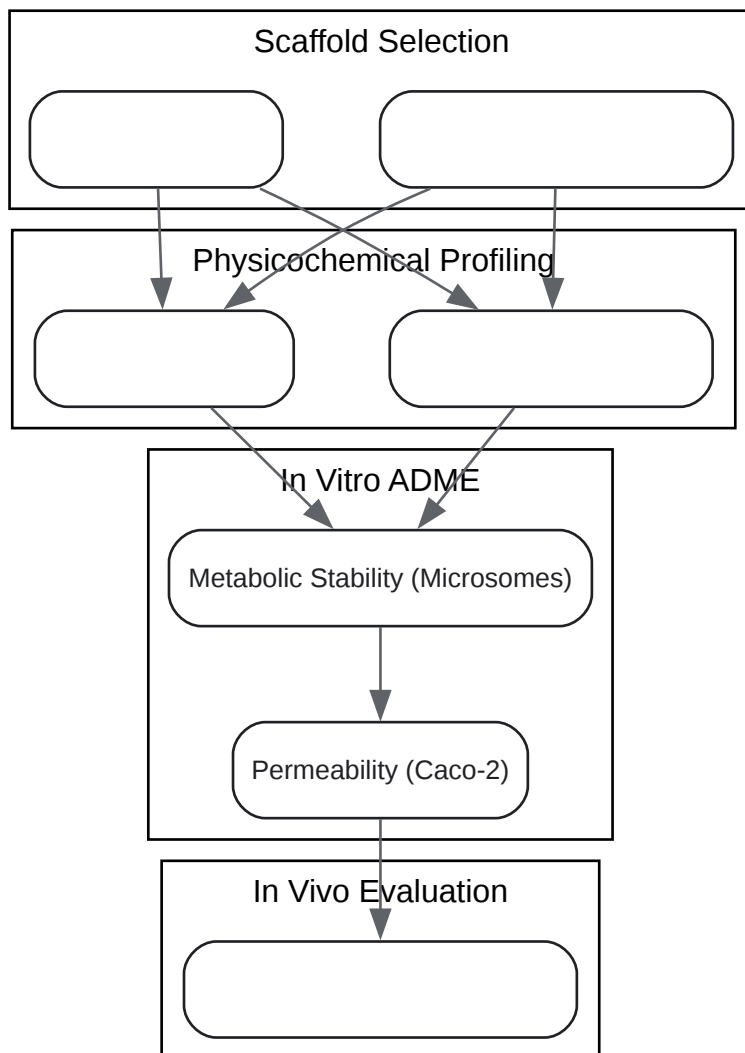 Scaffold Selection
Physicochemical Profiling
In Vitro ADME
Metabolic Stability (Microsomes)
Permeability (Caco-2)
In Vivo Evaluation